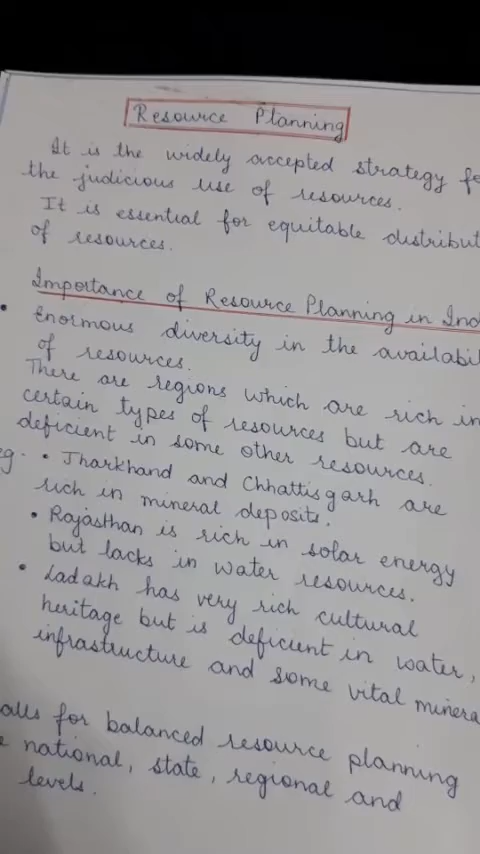 Resource Planning
It is the widely accepted strategy fo
the judicious use of resources.
It is essential for equitable distribut
of resources.
Importance of Resource Planning in Ind
• Enormous diversity in the availabil
of resources.
There are regions which are rich in
certain types of resources but are
deficient in some other resources.
eg. • Jharkhand and Chhattisgarh are
rich in mineral deposits.
• Rajasthan is rich in solar energy
but lacks in water resources.
• Ladakh has very rich cultural
heritage but is deficient in water,
infrastructure and some vital minera
alls for balanced resource planning
e national, state, regional and
levels.